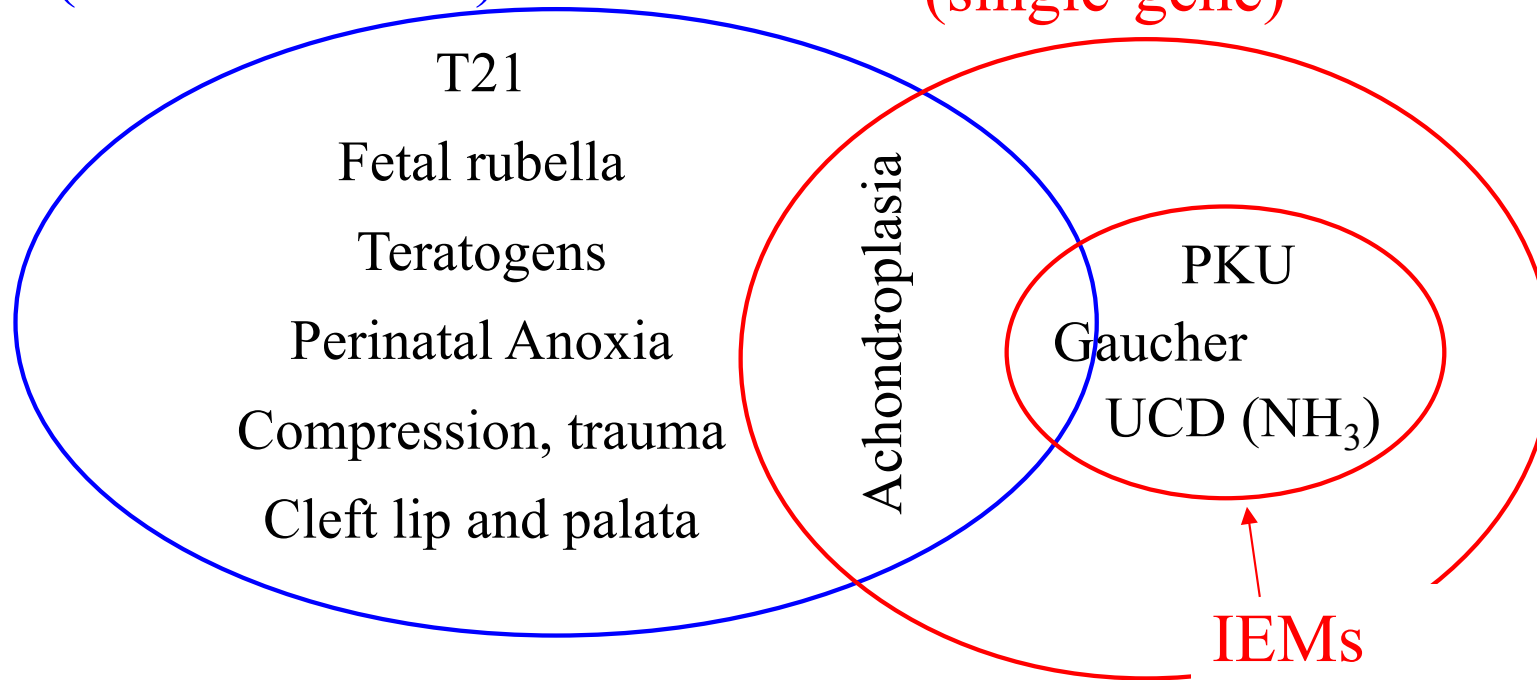 (single-gene)
T21
Fetal rubella
Teratogens
Perinatal Anoxia
Compression, trauma
Cleft lip and palata
Achondroplasia
PKU
Gaucher
UCD (NH₃)
IEMs